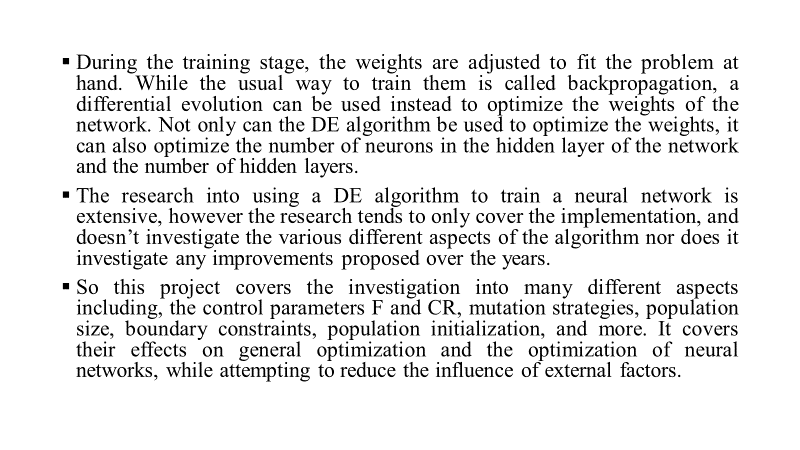 ▪ During the training stage, the weights are adjusted to fit the problem at
hand. While the usual way to train them is called backpropagation, a
differential evolution can be used instead to optimize the weights of the
network. Not only can the DE algorithm be used to optimize the weights, it
can also optimize the number of neurons in the hidden layer of the network
and the number of hidden layers.
▪ The research into using a DE algorithm to train a neural network is
extensive, however the research tends to only cover the implementation, and
doesn’t investigate the various different aspects of the algorithm nor does it
investigate any improvements proposed over the years.
▪ So this project covers the investigation into many different aspects
including, the control parameters F and CR, mutation strategies, population
size, boundary constraints, population initialization, and more. It covers
their effects on general optimization and the optimization of neural
networks, while attempting to reduce the influence of external factors.